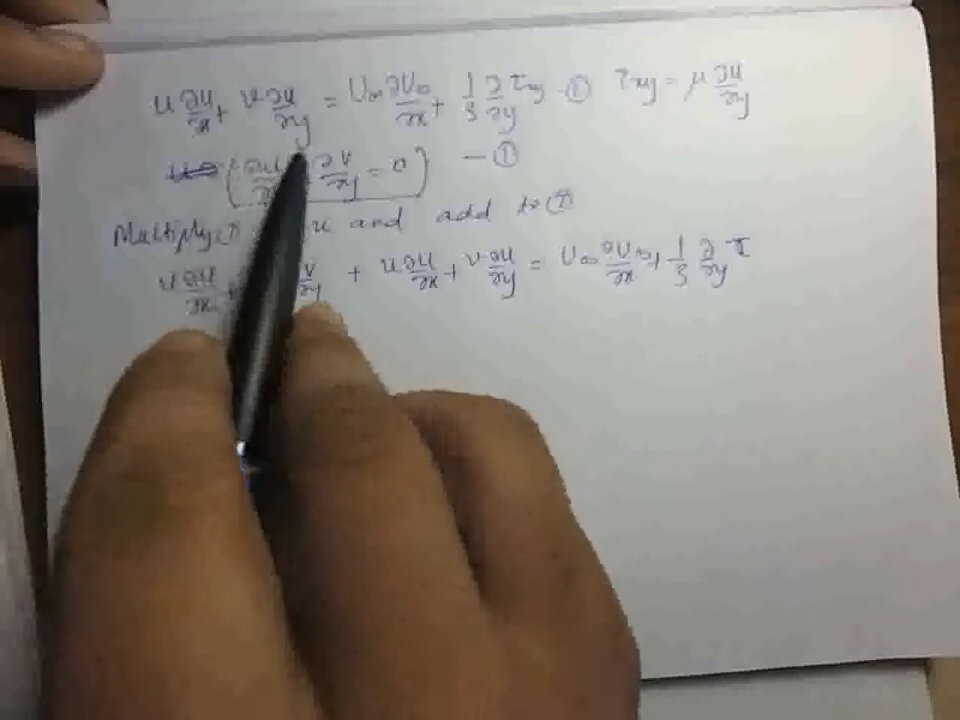 u ∂u/∂x + v ∂u/∂y = U∞ ∂U∞/∂x + 1/ρ ∂/∂y τxy - ② τxy = μ ∂u/∂y
∂v/∂y = 0 ) - ①
Multiply ① u and add to ②
u ∂u/∂x + u ∂u/∂x + v ∂u/∂y = U∞ ∂U∞/∂x + 1/ρ ∂/∂y τ